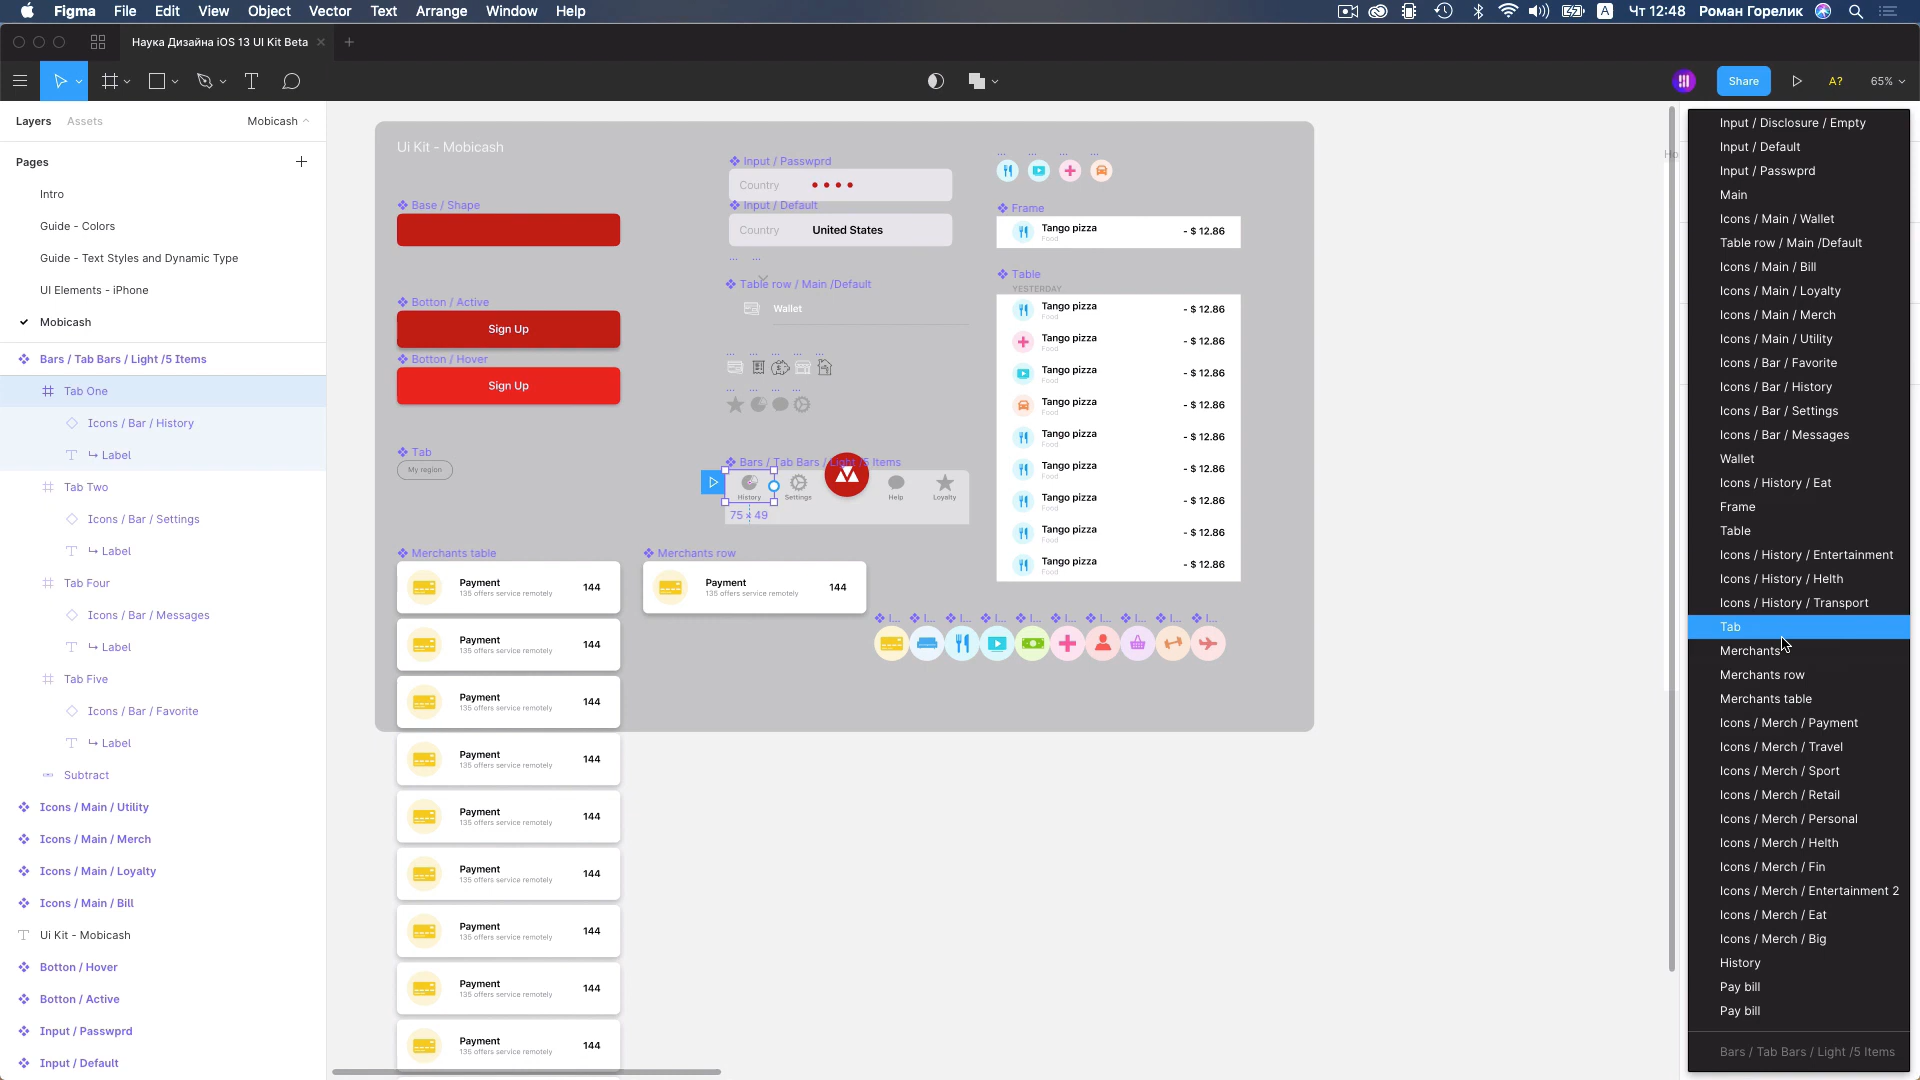 Figma File Edit View Object Vector Text Arrange Window Help
A Чт 12:48 Роман Горелик
Наука Дизайна iOS 13 UI Kit Beta
Share A? 65%
Layers Assets Mobicash
Pages
Intro
Guide - Colors
Guide - Text Styles and Dynamic Type
UI Elements - iPhone
Mobicash
Bars / Tab Bars / Light /5 Items
Tab One
Icons / Bar / History
↪ Label
Tab Two
Icons / Bar / Settings
↪ Label
Tab Four
Icons / Bar / Messages
↪ Label
Tab Five
Icons / Bar / Favorite
↪ Label
Subtract
Icons / Main / Utility
Icons / Main / Merch
Icons / Main / Loyalty
Icons / Main / Bill
Ui Kit - Mobicash
Botton / Hover
Botton / Active
Input / Passwprd
Input / Default
Ui Kit - Mobicash
Base / Shape
Botton / Active
Sign Up
Botton / Hover
Sign Up
Tab
My region
Input / Passwprd
Country
Input / Default
Country United States
... ...
Table row / Main /Default
Wallet
... ... ... ... ...
... ... ... ...
Bars / Tab Bars / Light /5 Items
History Settings Help Loyalty
75 × 49
Merchants table
Payment 144
135 offers service remotely
Payment 144
135 offers service remotely
Payment 144
135 offers service remotely
Payment 144
135 offers service remotely
Payment 144
135 offers service remotely
Payment 144
135 offers service remotely
Payment 144
135 offers service remotely
Payment 144
135 offers service remotely
Payment 144
135 offers service remotely
Merchants row
Payment 144
135 offers service remotely
... ... ... ...
Frame
Tango pizza - $ 12.86
Food
Table
YESTERDAY
Tango pizza - $ 12.86
Food
Tango pizza - $ 12.86
Food
Tango pizza - $ 12.86
Food
Tango pizza - $ 12.86
Food
Tango pizza - $ 12.86
Food
Tango pizza - $ 12.86
Food
Tango pizza - $ 12.86
Food
Tango pizza - $ 12.86
Food
Tango pizza - $ 12.86
Food
I... I... I... I... I... I... I... I... I... I...
Ho
Input / Disclosure / Empty
Input / Default
Input / Passwprd
Main
Icons / Main / Wallet
Table row / Main /Default
Icons / Main / Bill
Icons / Main / Loyalty
Icons / Main / Merch
Icons / Main / Utility
Icons / Bar / Favorite
Icons / Bar / History
Icons / Bar / Settings
Icons / Bar / Messages
Wallet
Icons / History / Eat
Frame
Table
Icons / History / Entertainment
Icons / History / Helth
Icons / History / Transport
Tab
Merchants
Merchants row
Merchants table
Icons / Merch / Payment
Icons / Merch / Travel
Icons / Merch / Sport
Icons / Merch / Retail
Icons / Merch / Personal
Icons / Merch / Helth
Icons / Merch / Fin
Icons / Merch / Entertainment 2
Icons / Merch / Eat
Icons / Merch / Big
History
Pay bill
Pay bill
Bars / Tab Bars / Light /5 Items